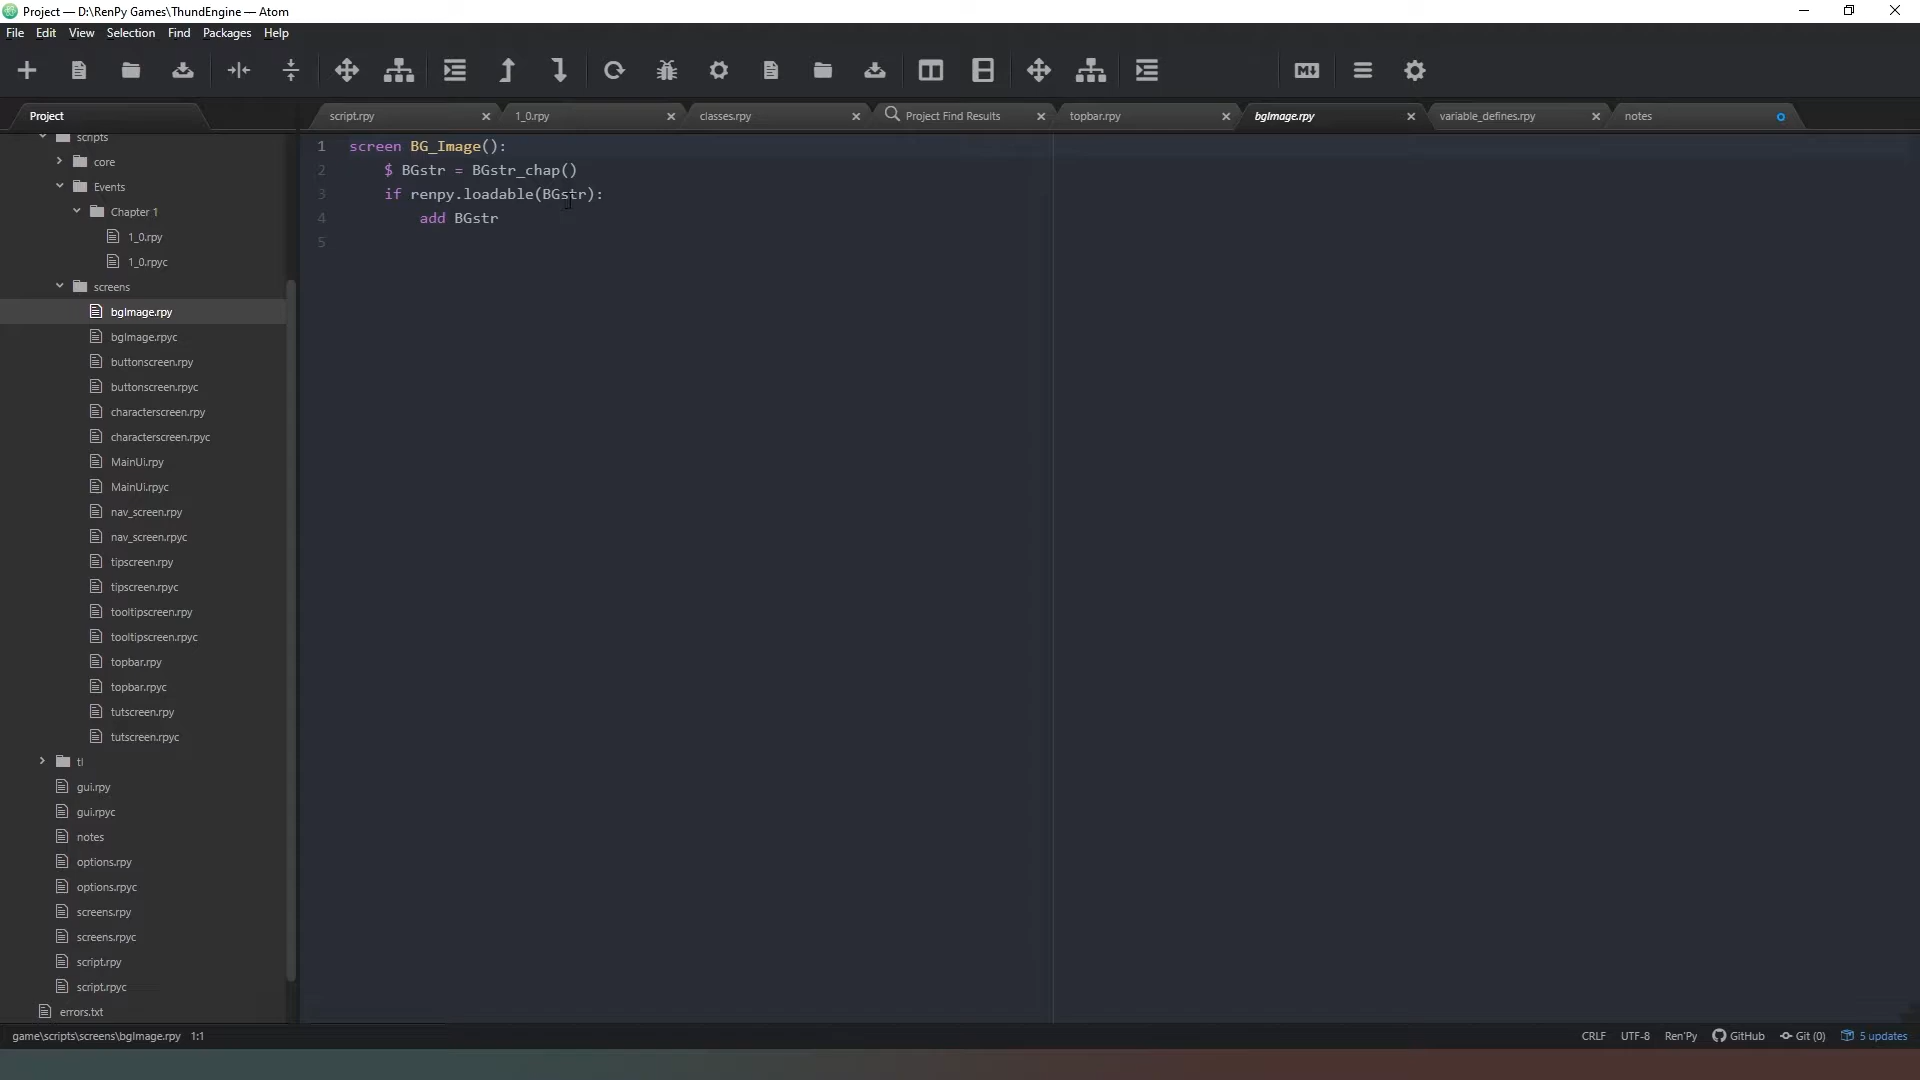 Project — D:\RenPy Games\ThundEngine — Atom
File Edit View Selection Find Packages Help
Project
script.rpy
1_0.rpy
classes.rpy
Project Find Results
topbar.rpy
bgImage.rpy
variable_defines.rpy
notes
scripts
core
Events
Chapter 1
1_0.rpy
1_0.rpyc
screens
bgImage.rpy
bgImage.rpyc
buttonscreen.rpy
buttonscreen.rpyc
characterscreen.rpy
characterscreen.rpyc
MainUi.rpy
MainUi.rpyc
nav_screen.rpy
nav_screen.rpyc
tipscreen.rpy
tipscreen.rpyc
tooltipscreen.rpy
tooltipscreen.rpyc
topbar.rpy
topbar.rpyc
tutscreen.rpy
tutscreen.rpyc
tl
gui.rpy
gui.rpyc
notes
options.rpy
options.rpyc
screens.rpy
screens.rpyc
script.rpy
script.rpyc
errors.txt
1 screen BG_Image():
2 $ BGstr = BGstr_chap()
3 if renpy.loadable(BGstr):
4 add BGstr
5
game\scripts\screens\bgImage.rpy 1:1
CRLF UTF-8 Ren'Py GitHub Git (0) 5 updates